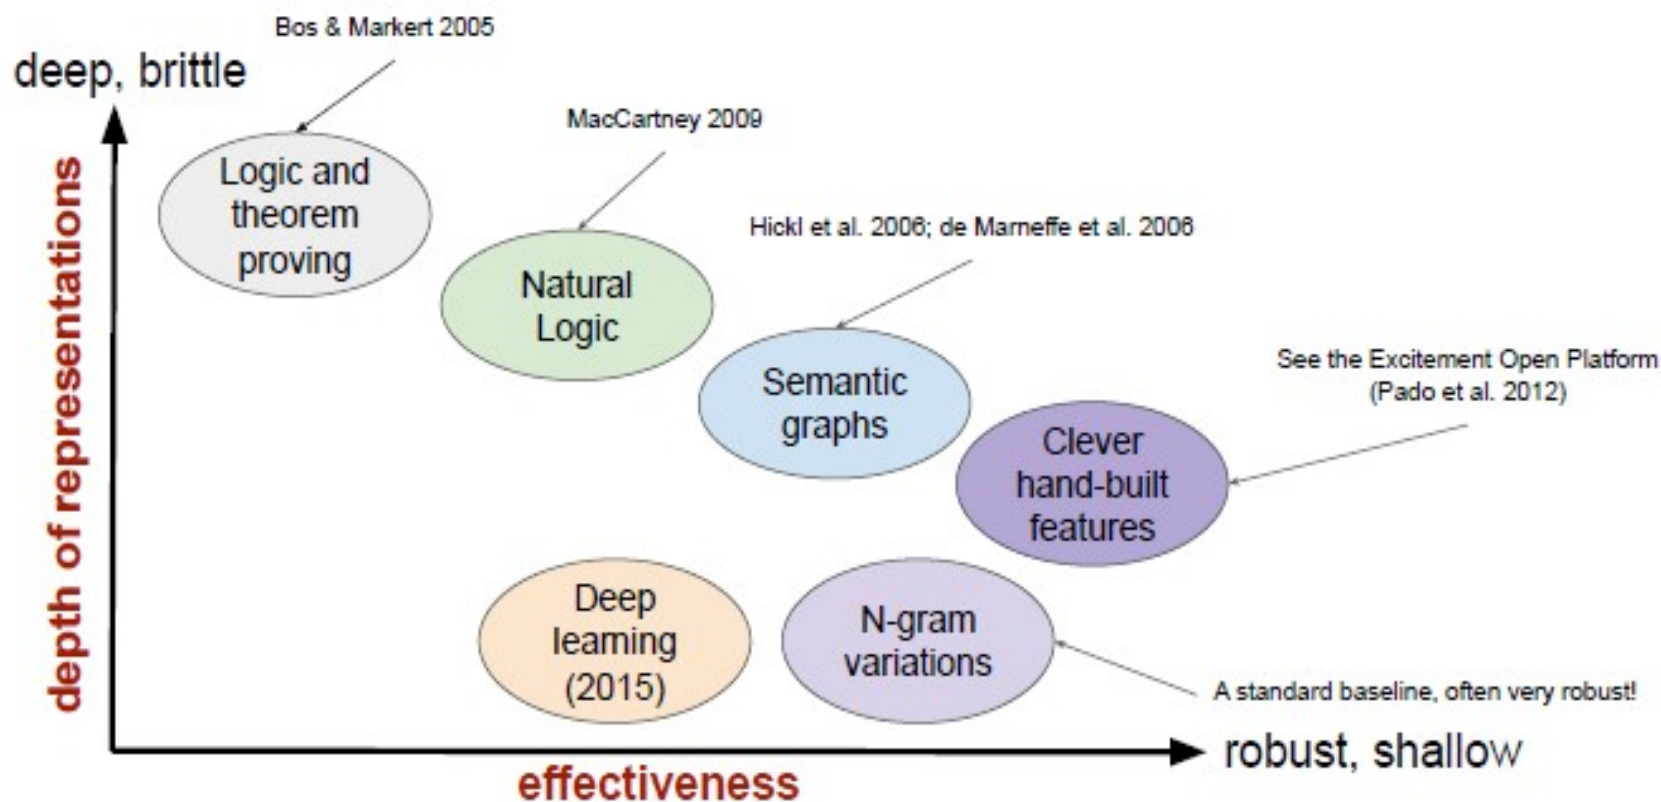 Bos & Markert 2005
deep, brittle
MacCartney 2009
Logic and
theorem
proving
Hickl et al. 2006; de Marneffe et al. 2006
Natural
Logic
See the Excitement Open Platform
(Pado et al. 2012)
Semantic
graphs
Clever
hand-built
features
depth of representations
Deep
learning
(2015)
N-gram
variations
A standard baseline, often very robust!
robust, shallow
effectiveness